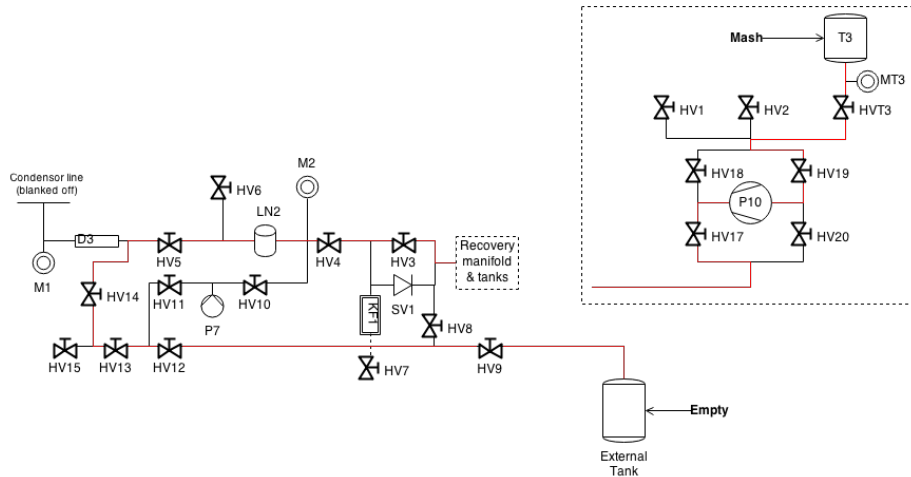 Mash
T3
MT3
HV1
HV2
HVT3
HV18
HV19
P10
HV17
HV20
M2
Condensor line
(blanked off)
HV6
LN2
D3
HV5
HV4
HV3
Recovery
manifold
& tanks
M1
HV14
HV11
HV10
P7
KF1
SV1
HV8
HV15
HV13
HV12
HV7
HV9
Empty
External
Tank